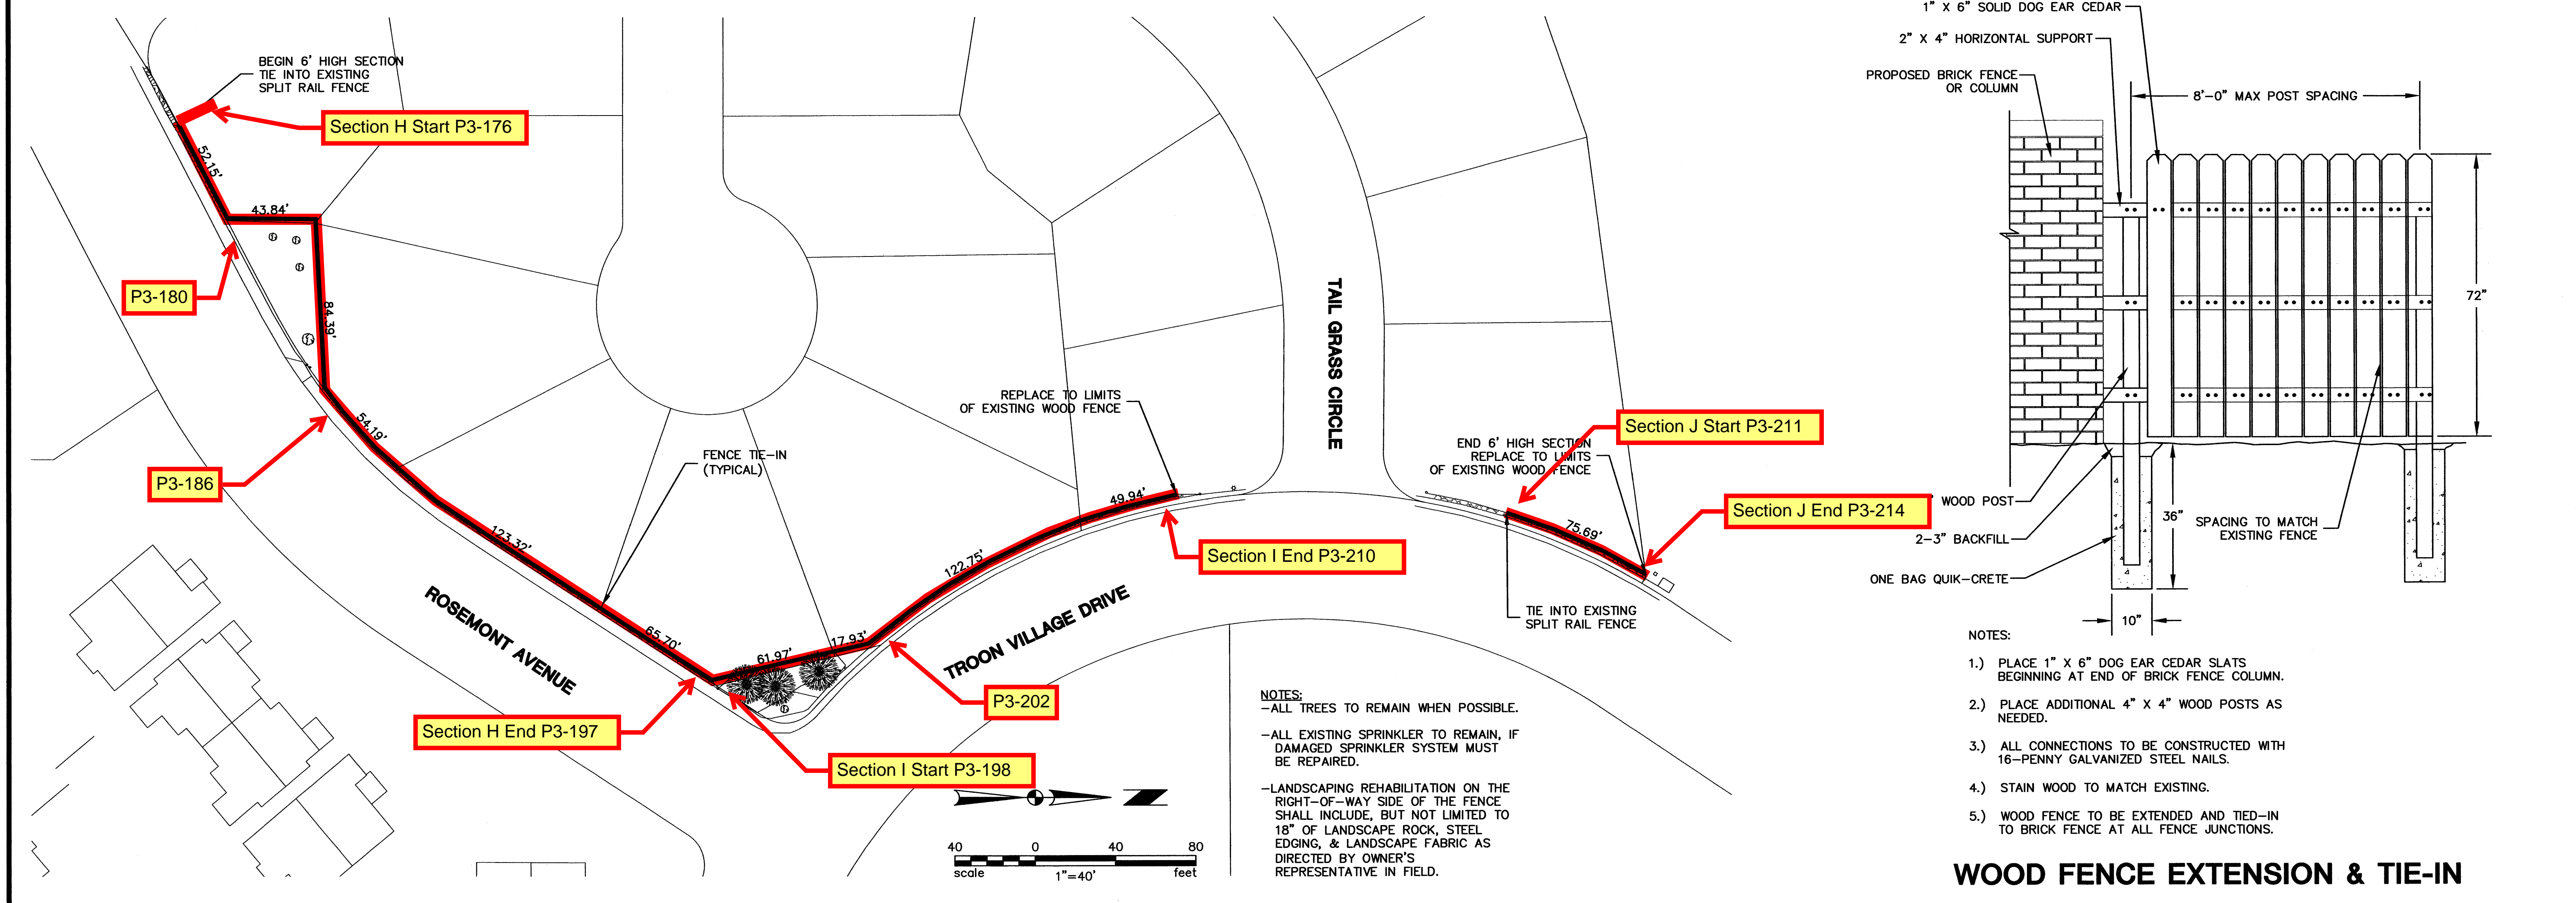 BEGIN 6' HIGH SECTION
TIE INTO EXISTING
SPLIT RAIL FENCE
Section H Start P3-176
52.15'
43.84'
P3-180
84.39'
54.19'
P3-186
123.32'
FENCE TIE-IN
(TYPICAL)
65.70'
ROSEMONT AVENUE
Section H End P3-197
61.97'
17.93'
Section I Start P3-198
P3-202
122.75'
49.94'
REPLACE TO LIMITS
OF EXISTING WOOD FENCE
Section I End P3-210
TROON VILLAGE DRIVE
TAIL GRASS CIRCLE
Section J Start P3-211
END 6' HIGH SECTION
REPLACE TO LIMITS
OF EXISTING WOOD FENCE
75.69'
Section J End P3-214
TIE INTO EXISTING
SPLIT RAIL FENCE
40 0 40 80
scale 1"=40' feet
NOTES:
-ALL TREES TO REMAIN WHEN POSSIBLE.
-ALL EXISTING SPRINKLER TO REMAIN, IF
DAMAGED SPRINKLER SYSTEM MUST
BE REPAIRED.
-LANDSCAPING REHABILITATION ON THE
RIGHT-OF-WAY SIDE OF THE FENCE
SHALL INCLUDE, BUT NOT LIMITED TO
18" OF LANDSCAPE ROCK, STEEL
EDGING, & LANDSCAPE FABRIC AS
DIRECTED BY OWNER'S
REPRESENTATIVE IN FIELD.
1" X 6" SOLID DOG EAR CEDAR
2" X 4" HORIZONTAL SUPPORT
PROPOSED BRICK FENCE
OR COLUMN
8'-0" MAX POST SPACING
72"
WOOD POST
36"
2-3" BACKFILL
SPACING TO MATCH
EXISTING FENCE
ONE BAG QUIK-CRETE
10"
NOTES:
1.) PLACE 1" X 6" DOG EAR CEDAR SLATS
BEGINNING AT END OF BRICK FENCE COLUMN.
2.) PLACE ADDITIONAL 4" X 4" WOOD POSTS AS
NEEDED.
3.) ALL CONNECTIONS TO BE CONSTRUCTED WITH
16-PENNY GALVANIZED STEEL NAILS.
4.) STAIN WOOD TO MATCH EXISTING.
5.) WOOD FENCE TO BE EXTENDED AND TIED-IN
TO BRICK FENCE AT ALL FENCE JUNCTIONS.
WOOD FENCE EXTENSION & TIE-IN